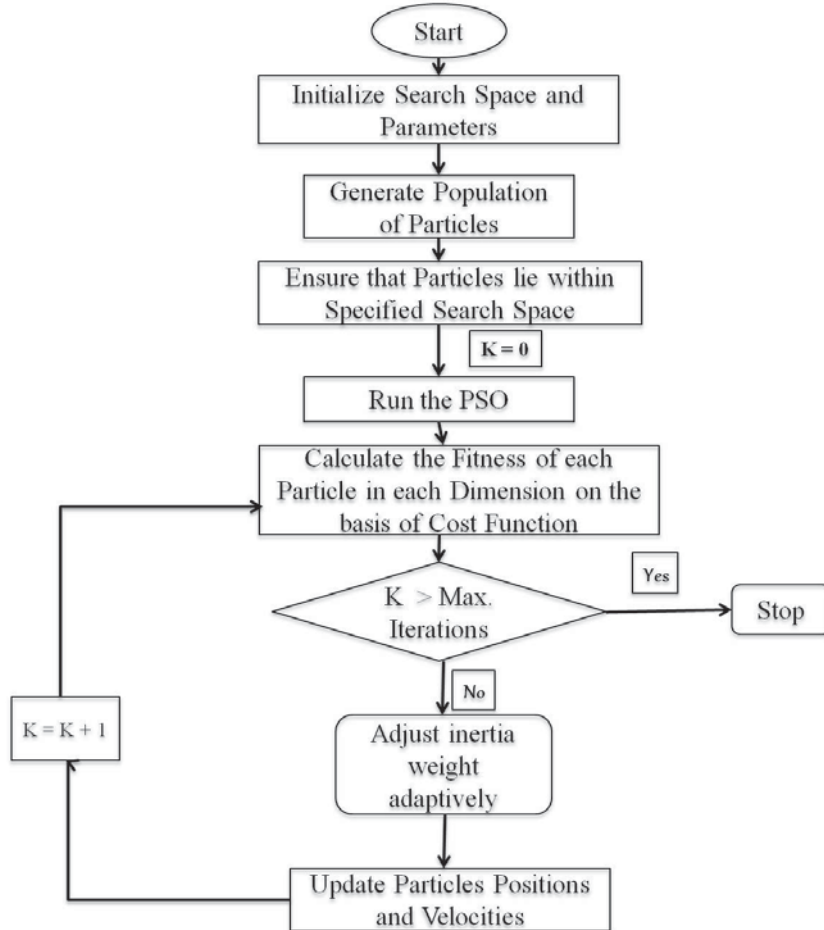 Start
Initialize Search Space and
Parameters
Generate Population
of Particles
Ensure that Particles lie within
Specified Search Space
K = 0
Run the PSO
Calculate the Fitness of each
Particle in each Dimension on the
basis of Cost Function
K > Max.
Iterations
Yes
Stop
No
Adjust inertia
weight
adaptively
K = K + 1
Update Particles Positions
and Velocities